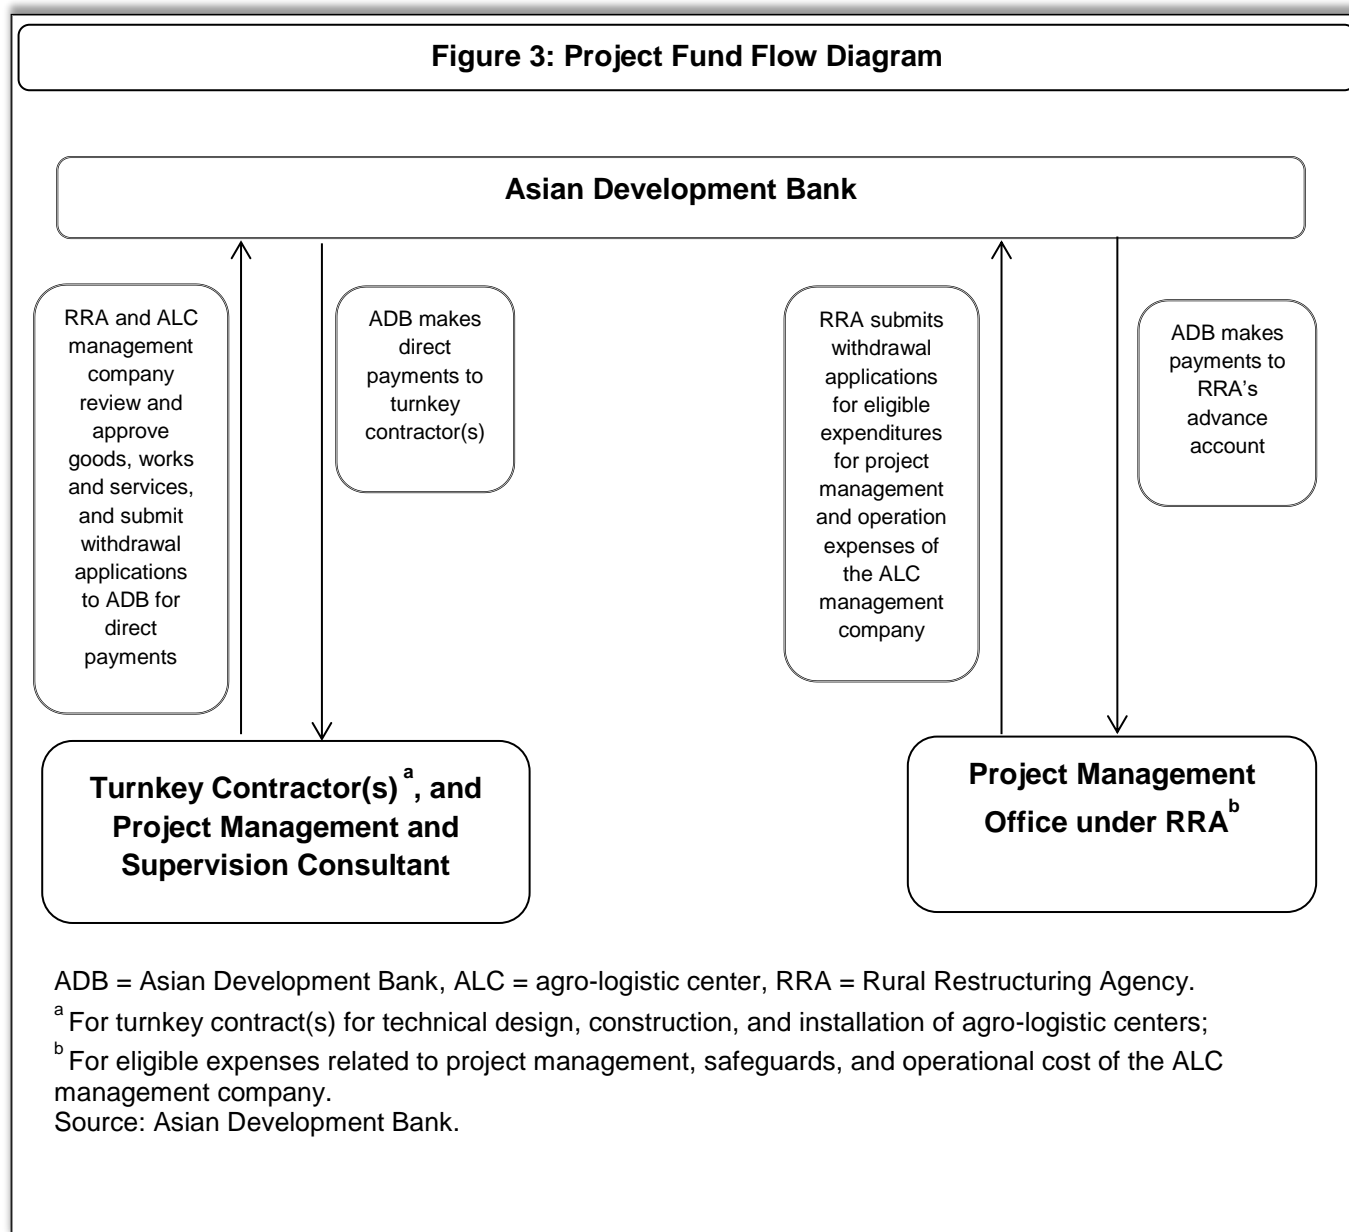 Figure 3: Project Fund Flow Diagram
Asian Development Bank
RRA and ALC
management
company
review and
approve
goods, works
and services,
and submit
withdrawal
applications
to ADB for
direct
payments
ADB makes
direct
payments to
turnkey
contractor(s)
RRA submits
withdrawal
applications
for eligible
expenditures
for project
management
and operation
expenses of
the ALC
management
company
ADB makes
payments to
RRA’s
advance
account
Turnkey Contractor(s) a, and
Project Management and
Supervision Consultant
Project Management
Office under RRA b
ADB = Asian Development Bank, ALC = agro-logistic center, RRA = Rural Restructuring Agency.
a For turnkey contract(s) for technical design, construction, and installation of agro-logistic centers;
b For eligible expenses related to project management, safeguards, and operational cost of the ALC
management company.
Source: Asian Development Bank.